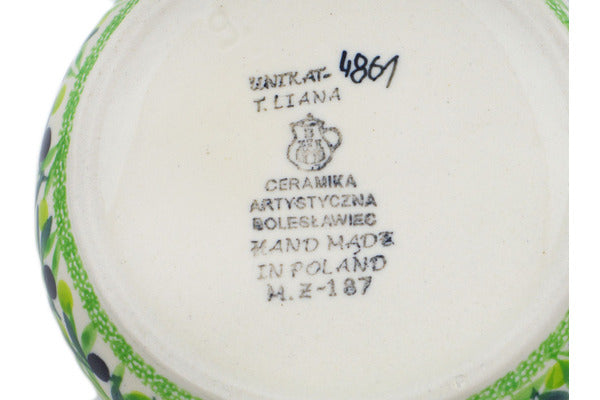 UNIKAT- 4861
T. LIANA
CERAMIKA
ARTYSTYCZNA
BOLESŁAWIEC
HAND MADE
IN POLAND
M.Z-187